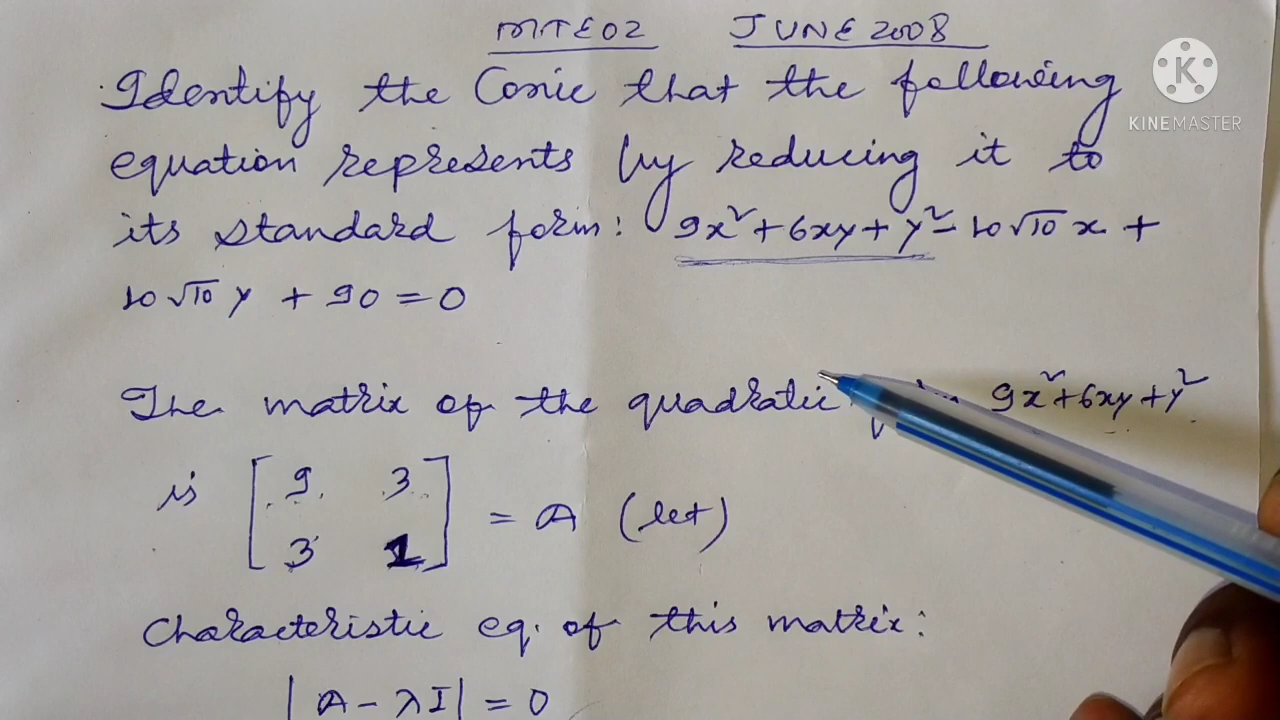 MTE02 JUNE 2008
K
KINEMASTER
Identify the Conic that the following
equation represents by reducing it to
its standard form: 9x² + 6xy + y² - 10√10 x +
10√10 y + 90 = 0
The matrix of the quadratic 9x² + 6xy + y²
is [9 3
3 1] = A (let)
Characteristic eq. of this matrix:
|A - λI| = 0